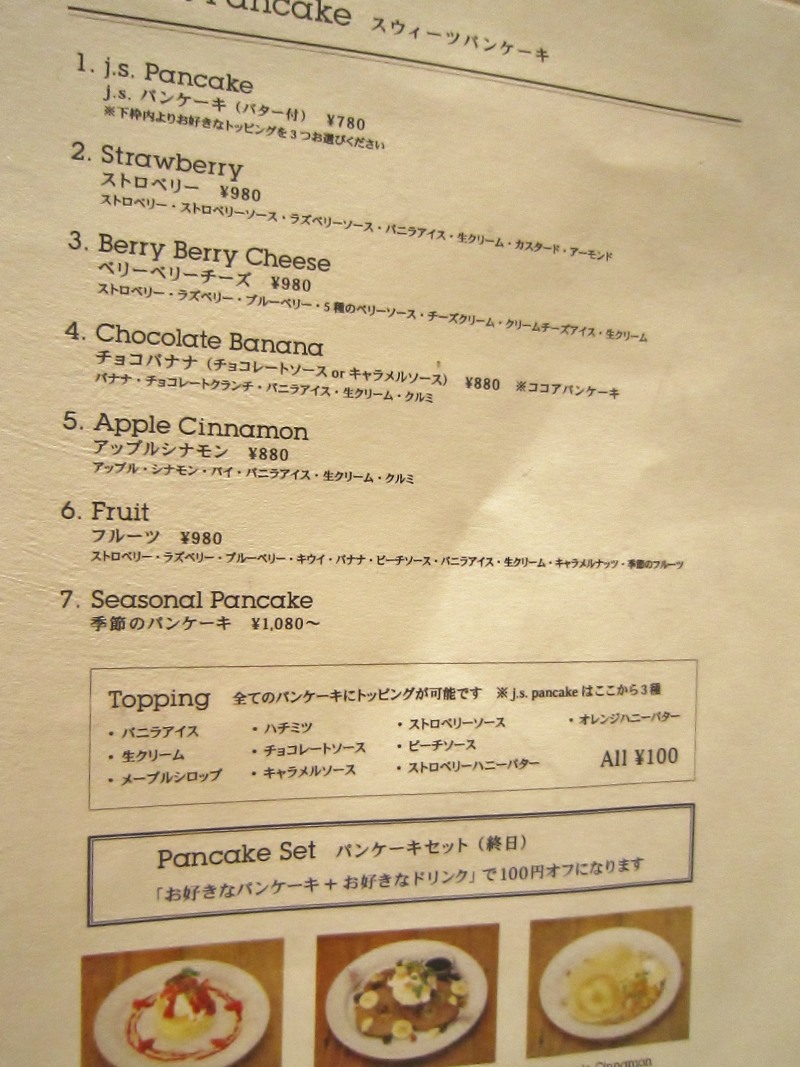 Pancake スウィーツパンケーキ
1. j.s. Pancake
j.s. パンケーキ（バター付） ¥780
※下枠内よりお好きなトッピングを3つお選びください
2. Strawberry
ストロベリー ¥980
ストロベリー・ストロベリーソース・ラズベリーソース・バニラアイス・生クリーム・カスタード・アーモンド
3. Berry Berry Cheese
ベリーベリーチーズ ¥980
ストロベリー・ラズベリー・ブルーベリー・5種のベリーソース・チーズクリーム・クリームチーズアイス・生クリーム
4. Chocolate Banana
チョコバナナ（チョコレートソース or キャラメルソース） ¥880 ※ココアパンケーキ
バナナ・チョコレートクランチ・バニラアイス・生クリーム・クルミ
5. Apple Cinnamon
アップルシナモン ¥880
アップル・シナモン・パイ・バニラアイス・生クリーム・クルミ
6. Fruit
フルーツ ¥980
ストロベリー・ラズベリー・ブルーベリー・キウイ・バナナ・ピーチソース・バニラアイス・生クリーム・キャラメルナッツ・季節のフルーツ
7. Seasonal Pancake
季節のパンケーキ ¥1,080〜
Topping 全てのパンケーキにトッピングが可能です ※ j.s. pancake はここから3種
・バニラアイス ・ハチミツ ・ストロベリーソース ・オレンジハニーバター
・生クリーム ・チョコレートソース ・ピーチソース
・メープルシロップ ・キャラメルソース ・ストロベリーハニーバター All ¥100
Pancake Set パンケーキセット（終日）
「お好きなパンケーキ + お好きなドリンク」で100円オフになります
Cinnamon